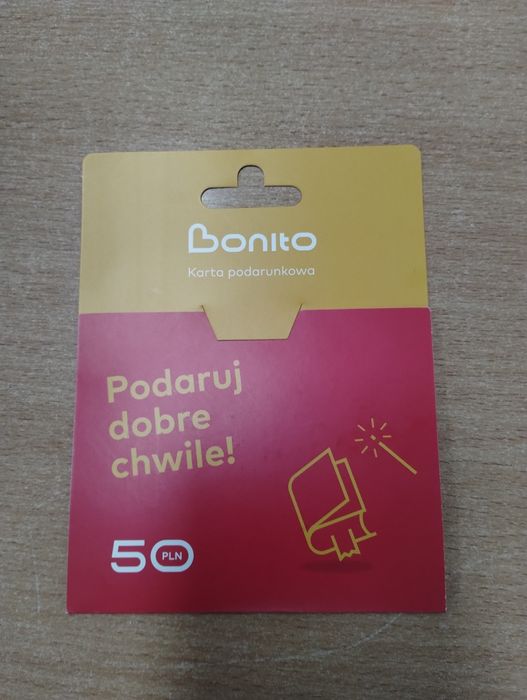 Bonito
Karta podarunkowa
Podaruj
dobre
chwile!
50 PLN